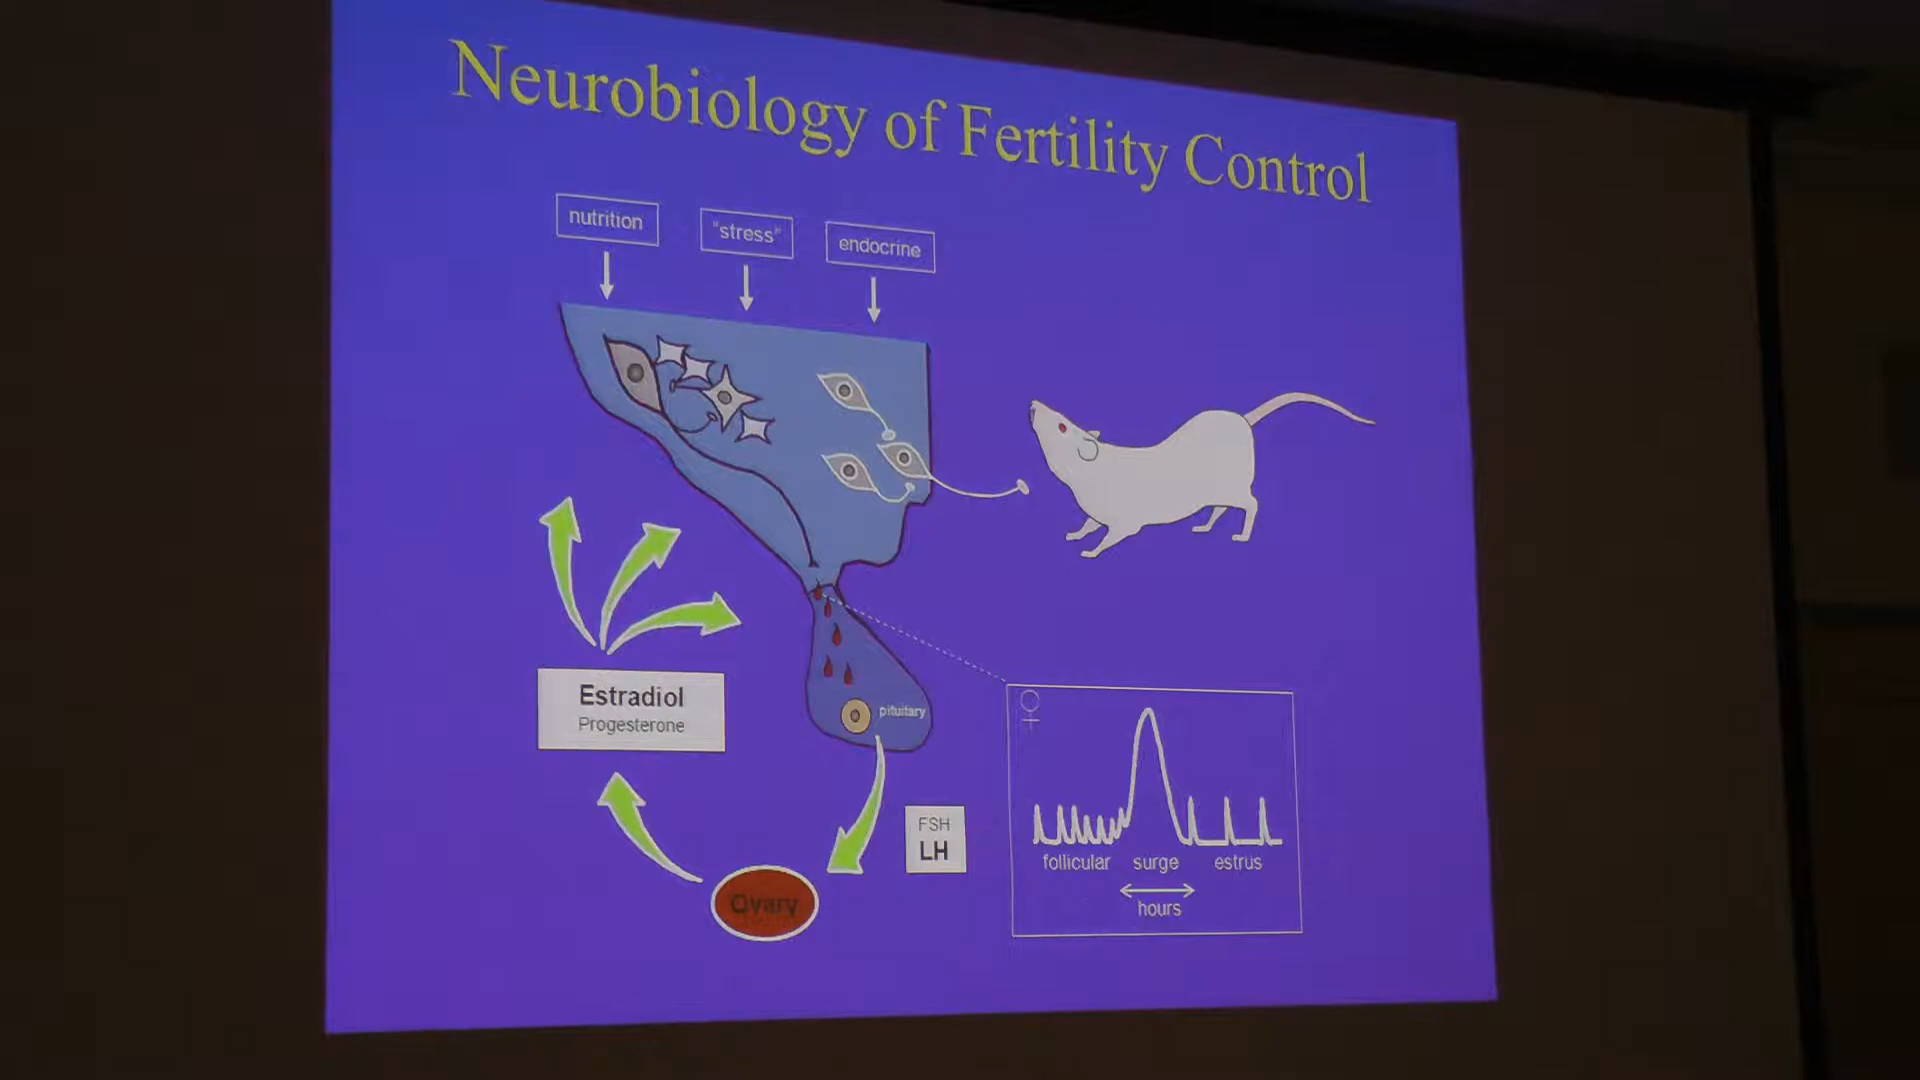 Neurobiology of Fertility Control
nutrition
"stress"
endocrine
Estradiol
Progesterone
pituitary
FSH
LH
Ovary
♀
follicular surge estrus
hours